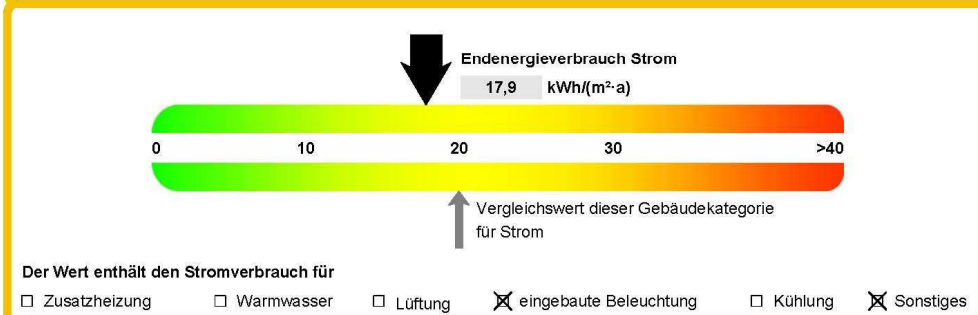 Endenergieverbrauch Strom
17,9 kWh/(m²·a)
0 10 20 30 >40
Vergleichswert dieser Gebäudekategorie
für Strom
Der Wert enthält den Stromverbrauch für
☐ Zusatzheizung ☐ Warmwasser ☐ Lüftung ☒ eingebaute Beleuchtung ☐ Kühlung ☒ Sonstiges